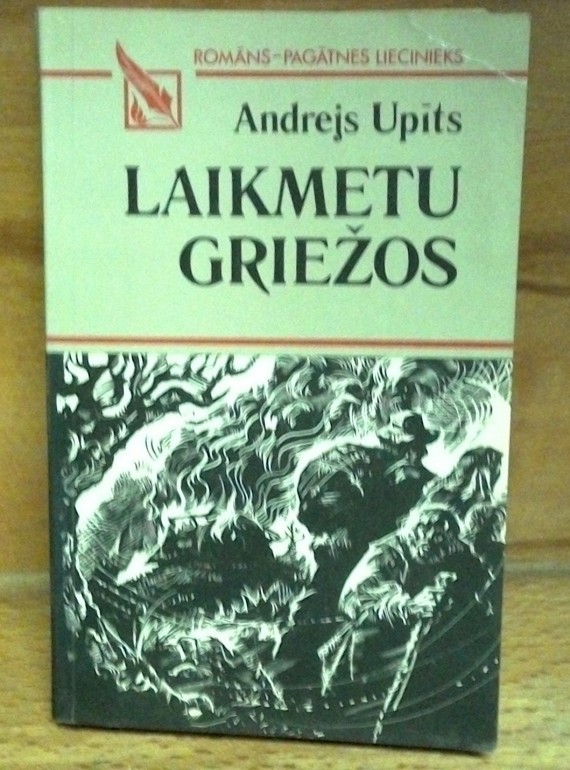 ROMĀNS–PAGĀTNES LIECINIEKS
Andrejs Upīts
LAIKMETU
GRIEŽOS